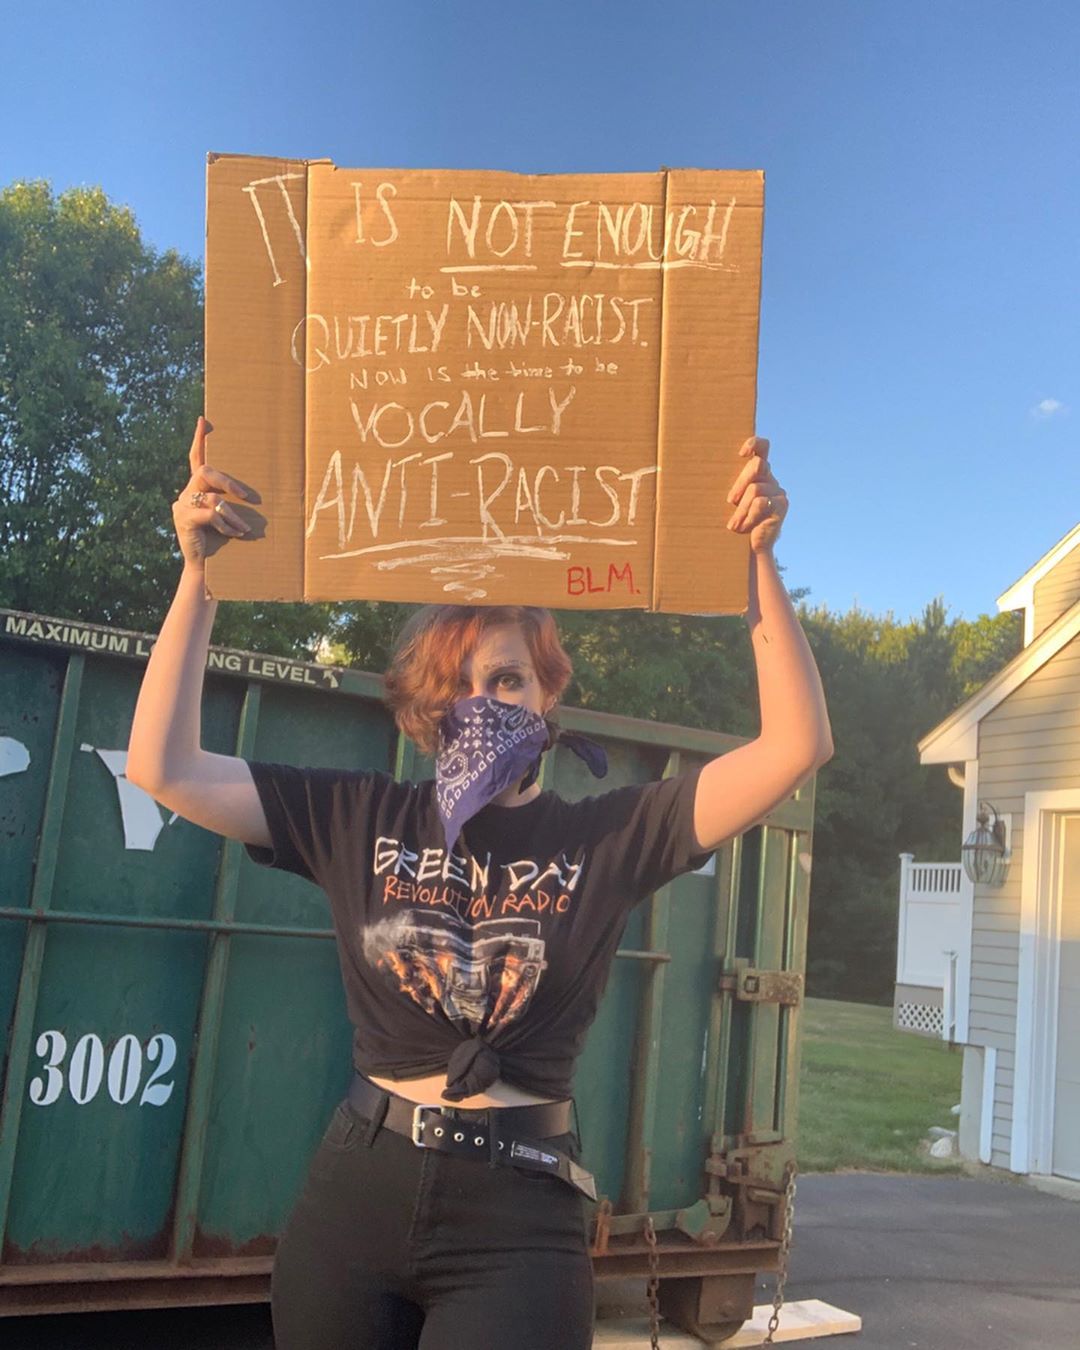 IT IS NOT ENOUGH
to be
QUIETLY NON-RACIST.
NOW IS the time to be
VOCALLY
ANTI-RACIST
BLM.
MAXIMUM L NG LEVEL
GREEN DAY
REVOLUTION RADIO
3002